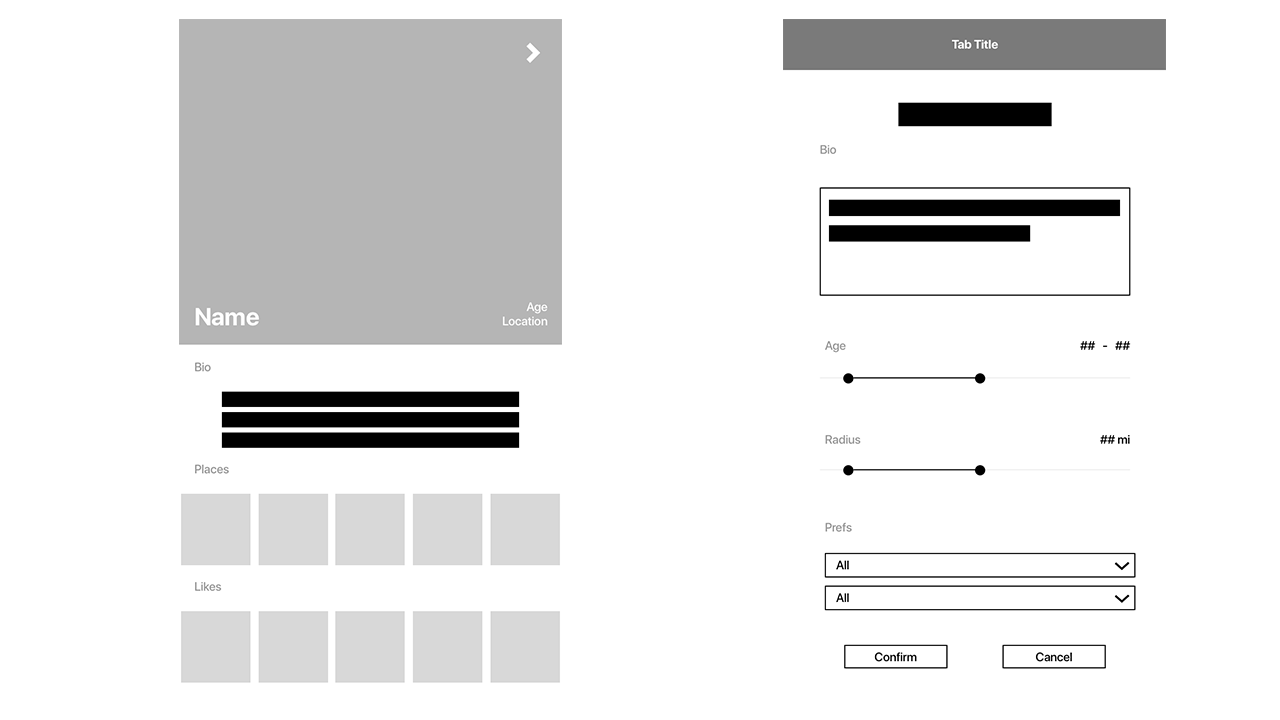 Name
Age
Location
Bio
Places
Likes
Tab Title
Bio
Age
## - ##
Radius
## mi
Prefs
All
All
Confirm
Cancel